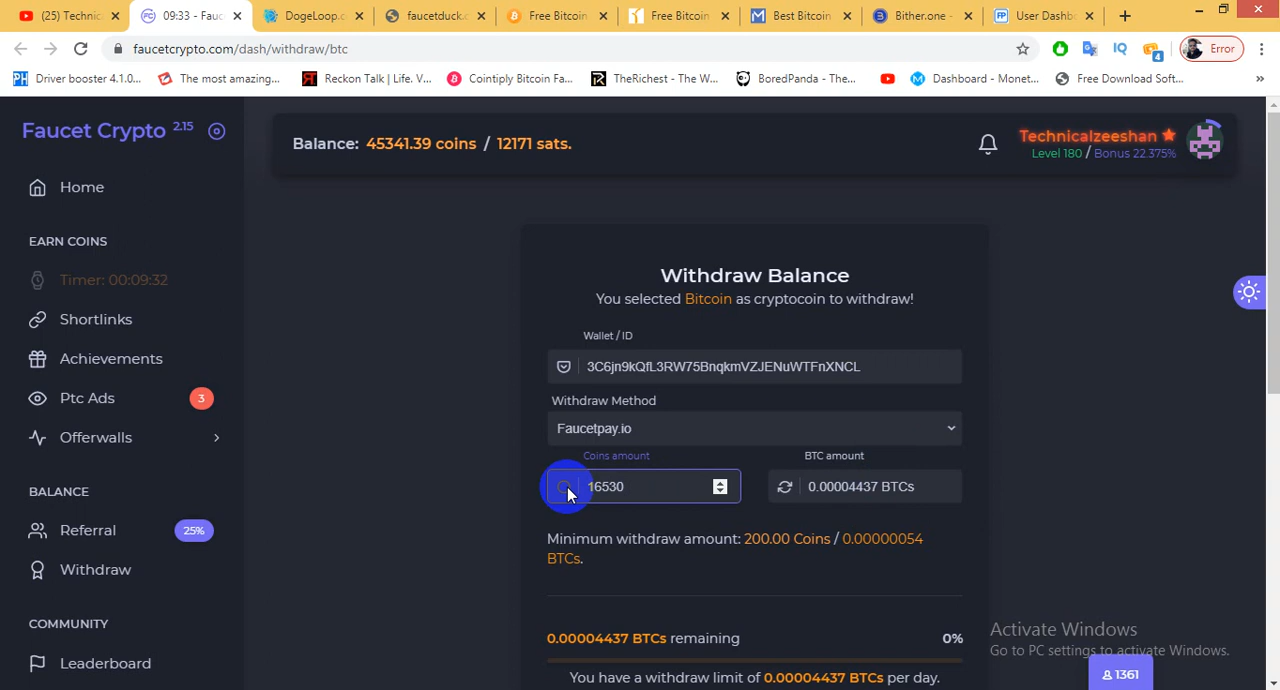 (25) Technic
09:33 - Fauc
DogeLoop.c
faucetduck.c
Free Bitcoin
Free Bitcoin
Best Bitcoin
Bither.one -
User Dashb
faucetcrypto.com/dash/withdraw/btc
Error
Driver booster 4.1.0...
The most amazing...
Reckon Talk | Life. V...
Cointiply Bitcoin Fa...
TheRichest - The W...
BoredPanda - The...
Dashboard - Monet...
Free Download Soft...
Faucet Crypto 2.15
Balance: 45341.39 coins / 12171 sats.
Technicalzeeshan
Level 180 / Bonus 22.375%
Home
EARN COINS
Timer: 00:09:32
Shortlinks
Achievements
Ptc Ads 3
Offerwalls
BALANCE
Referral 25%
Withdraw
COMMUNITY
Leaderboard
Withdraw Balance
You selected Bitcoin as cryptocoin to withdraw!
Wallet / ID
3C6jn9kQfL3RW75BnqkmVZJENuWTFnXNCL
Withdraw Method
Faucetpay.io
Coins amount
BTC amount
16530
0.00004437 BTCs
Minimum withdraw amount: 200.00 Coins / 0.00000054
BTCs.
0.00004437 BTCs remaining 0%
You have a withdraw limit of 0.00004437 BTCs per day.
Activate Windows
Go to PC settings to activate Windows.
1361